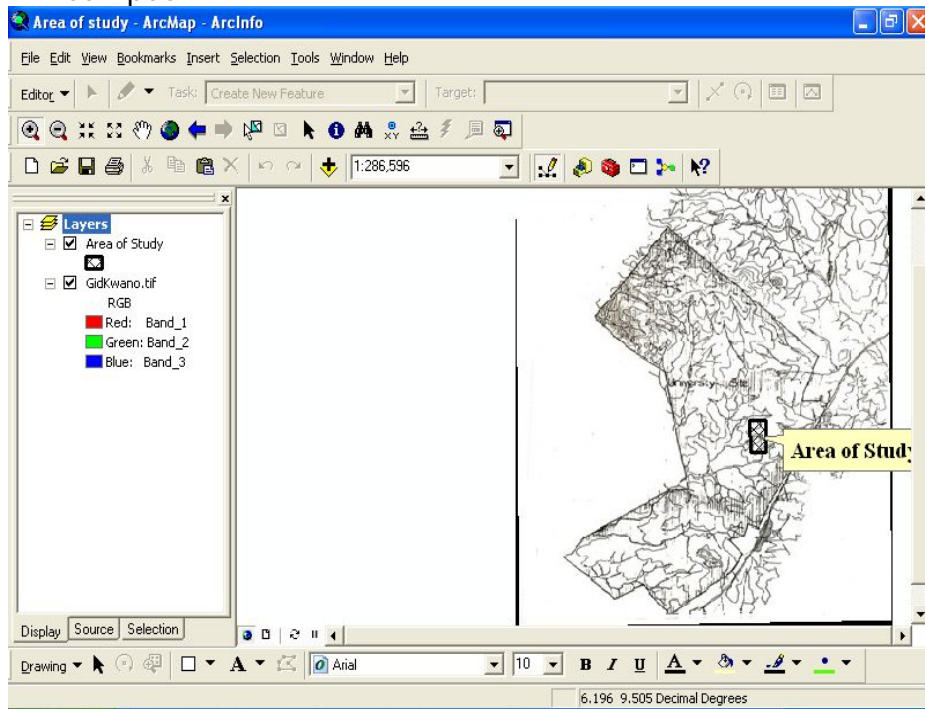 Area of study - ArcMap - ArcInfo
File Edit View Bookmarks Insert Selection Tools Window Help
Editor Task: Create New Feature Target:
1:286,596
Layers
Area of Study
GidKwano.tif
RGB
Red: Band_1
Green: Band_2
Blue: Band_3
University Site
Area of Study
Display Source Selection
Drawing A Arial 10 B I U A
6.196 9.505 Decimal Degrees